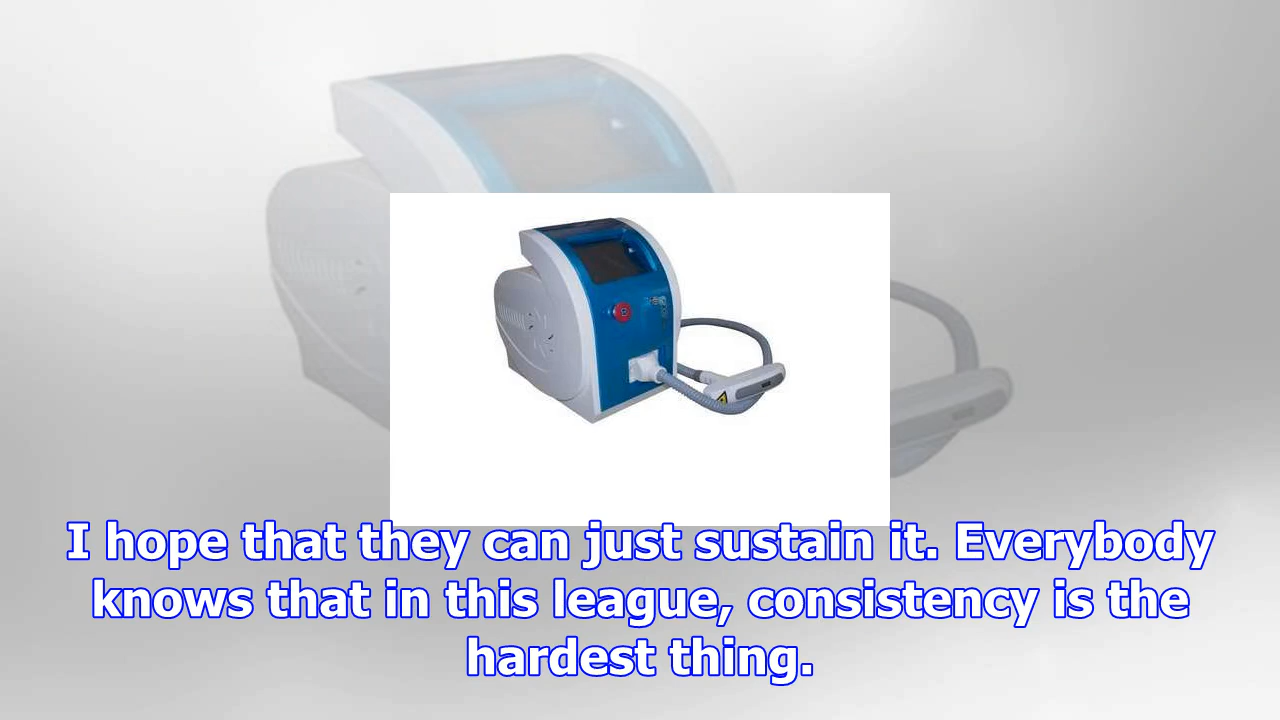 I hope that they can just sustain it. Everybody
knows that in this league, consistency is the
hardest thing.